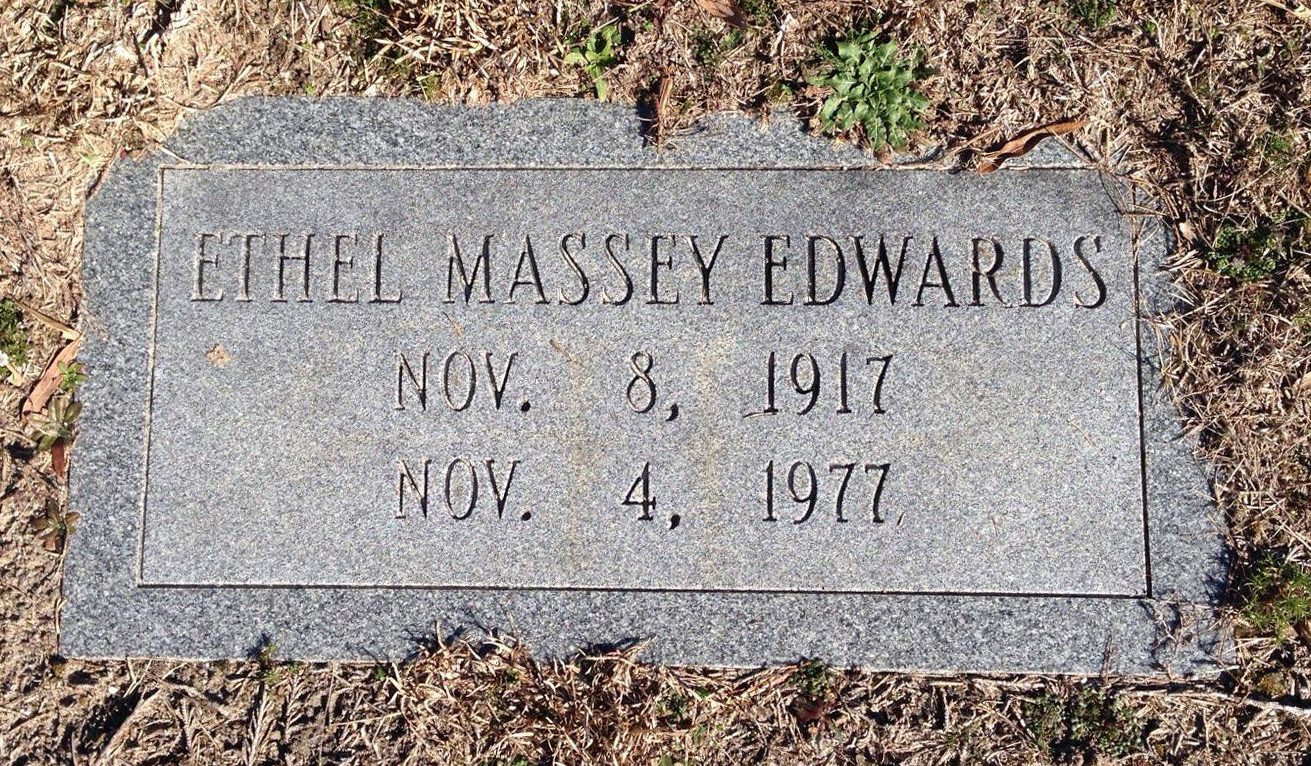 ETHEL MASSEY EDWARDS
NOV. 8, 1917
NOV. 4, 1977